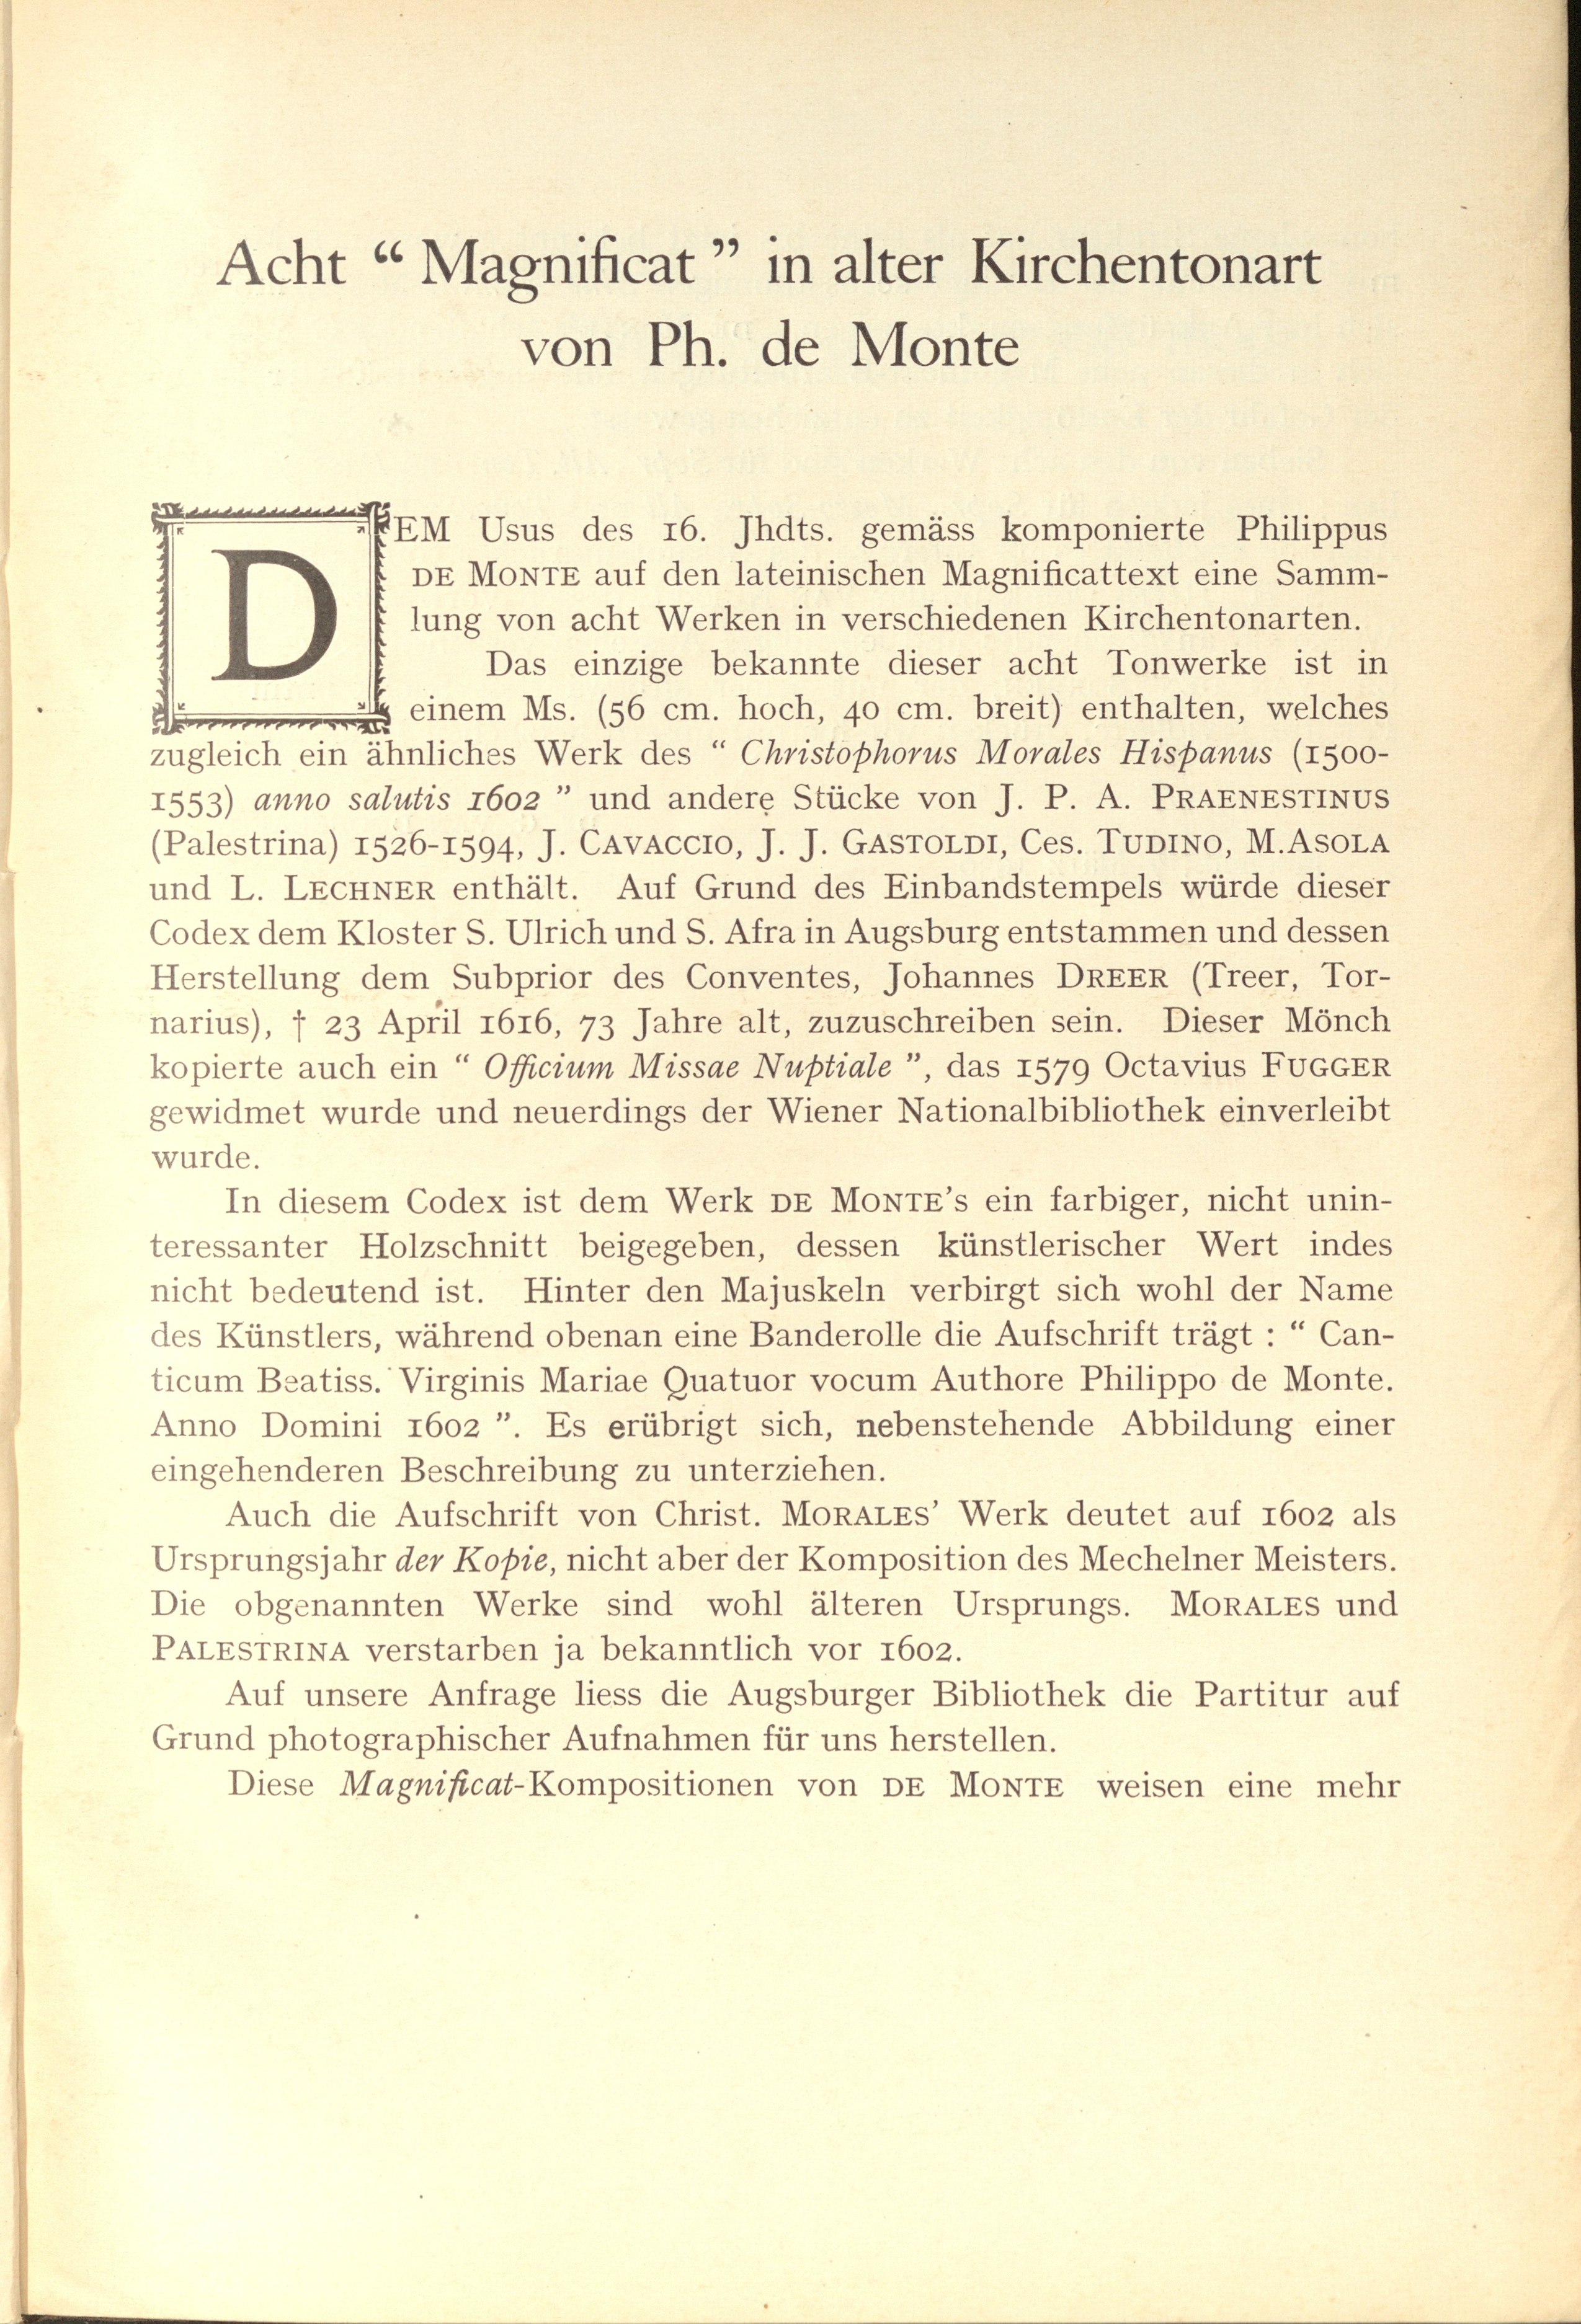 Acht “ Magnificat ” in alter Kirchentonart
von Ph. de Monte
DEM Usus des 16. Jhdts. gemäss komponierte Philippus
DE MONTE auf den lateinischen Magnificattext eine Samm-
lung von acht Werken in verschiedenen Kirchentonarten.
Das einzige bekannte dieser acht Tonwerke ist in
einem Ms. (56 cm. hoch, 40 cm. breit) enthalten, welches
zugleich ein ähnliches Werk des “ Christophorus Morales Hispanus (1500-
1553) anno salutis 1602 ” und andere Stücke von J. P. A. PRAENESTINUS
(Palestrina) 1526-1594, J. CAVACCIO, J. J. GASTOLDI, Ces. TUDINO, M.ASOLA
und L. LECHNER enthält. Auf Grund des Einbandstempels würde dieser
Codex dem Kloster S. Ulrich und S. Afra in Augsburg entstammen und dessen
Herstellung dem Subprior des Conventes, Johannes DREER (Treer, Tor-
narius), † 23 April 1616, 73 Jahre alt, zuzuschreiben sein. Dieser Mönch
kopierte auch ein “ Officium Missae Nuptiale ”, das 1579 Octavius FUGGER
gewidmet wurde und neuerdings der Wiener Nationalbibliothek einverleibt
wurde.
In diesem Codex ist dem Werk DE MONTE’S ein farbiger, nicht unin-
teressanter Holzschnitt beigegeben, dessen künstlerischer Wert indes
nicht bedeutend ist. Hinter den Majuskeln verbirgt sich wohl der Name
des Künstlers, während obenan eine Banderolle die Aufschrift trägt : “ Can-
ticum Beatiss. Virginis Mariae Quatuor vocum Authore Philippo de Monte.
Anno Domini 1602 ”. Es erübrigt sich, nebenstehende Abbildung einer
eingehenderen Beschreibung zu unterziehen.
Auch die Aufschrift von Christ. MORALES’ Werk deutet auf 1602 als
Ursprungsjahr der Kopie, nicht aber der Komposition des Mechelner Meisters.
Die obgenannten Werke sind wohl älteren Ursprungs. MORALES und
PALESTRINA verstarben ja bekanntlich vor 1602.
Auf unsere Anfrage liess die Augsburger Bibliothek die Partitur auf
Grund photographischer Aufnahmen für uns herstellen.
Diese Magnificat-Kompositionen von DE MONTE weisen eine mehr